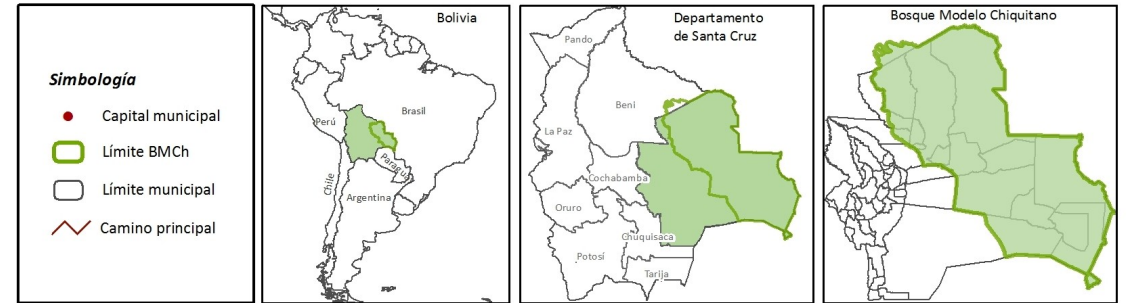 Simbología
Capital municipal
Límite BMCh
Límite municipal
Camino principal
Bolivia
Brasil
Perú
Paraguay
Chile
Argentina
Departamento
de Santa Cruz
Pando
Beni
La Paz
Cochabamba
Oruro
Chuquisaca
Potosí
Tarija
Bosque Modelo Chiquitano